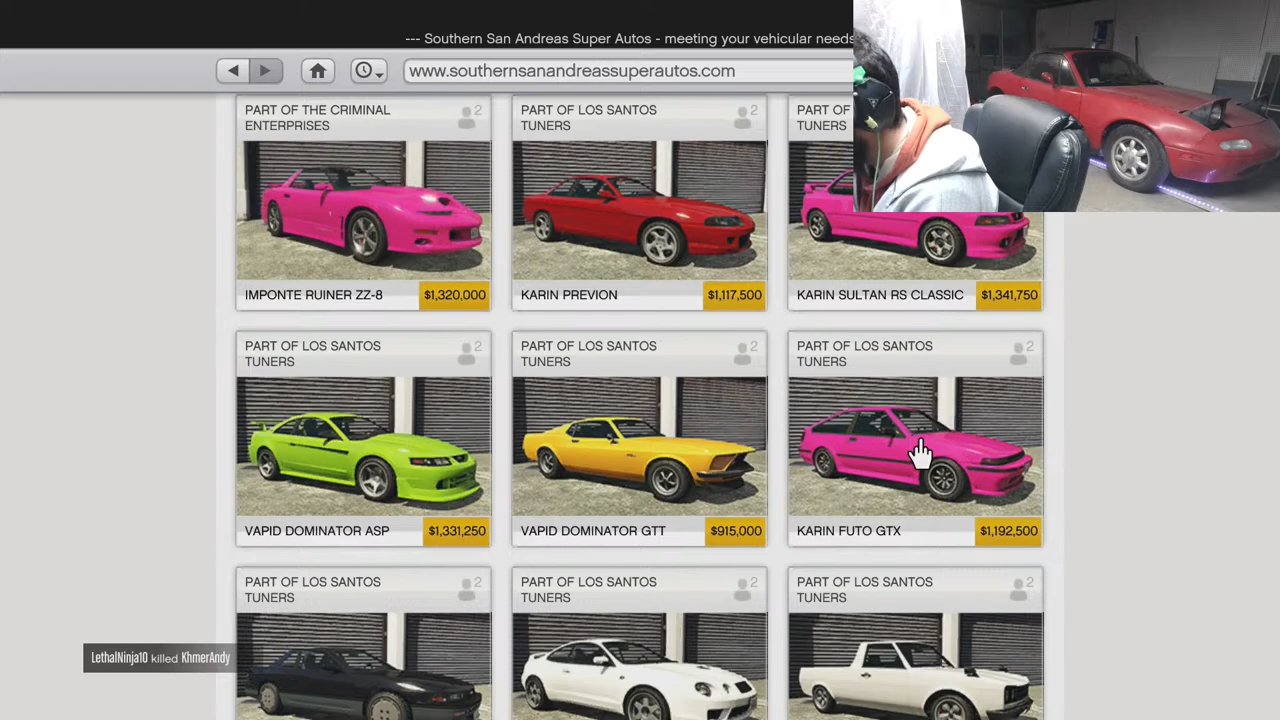 --- Southern San Andreas Super Autos - meeting your vehicular needs
www.southernsanandreassuperautos.com
PART OF THE CRIMINAL
ENTERPRISES
2
PART OF LOS SANTOS
TUNERS
2
PART OF
TUNERS
IMPONTE RUINER ZZ-8
$1,320,000
KARIN PREVION
$1,117,500
KARIN SULTAN RS CLASSIC
$1,341,750
PART OF LOS SANTOS
TUNERS
2
PART OF LOS SANTOS
TUNERS
2
PART OF LOS SANTOS
TUNERS
2
VAPID DOMINATOR ASP
$1,331,250
VAPID DOMINATOR GTT
$915,000
KARIN FUTO GTX
$1,192,500
PART OF LOS SANTOS
TUNERS
2
PART OF LOS SANTOS
TUNERS
2
PART OF LOS SANTOS
TUNERS
2
LethalNinja10 killed KhmerAndy